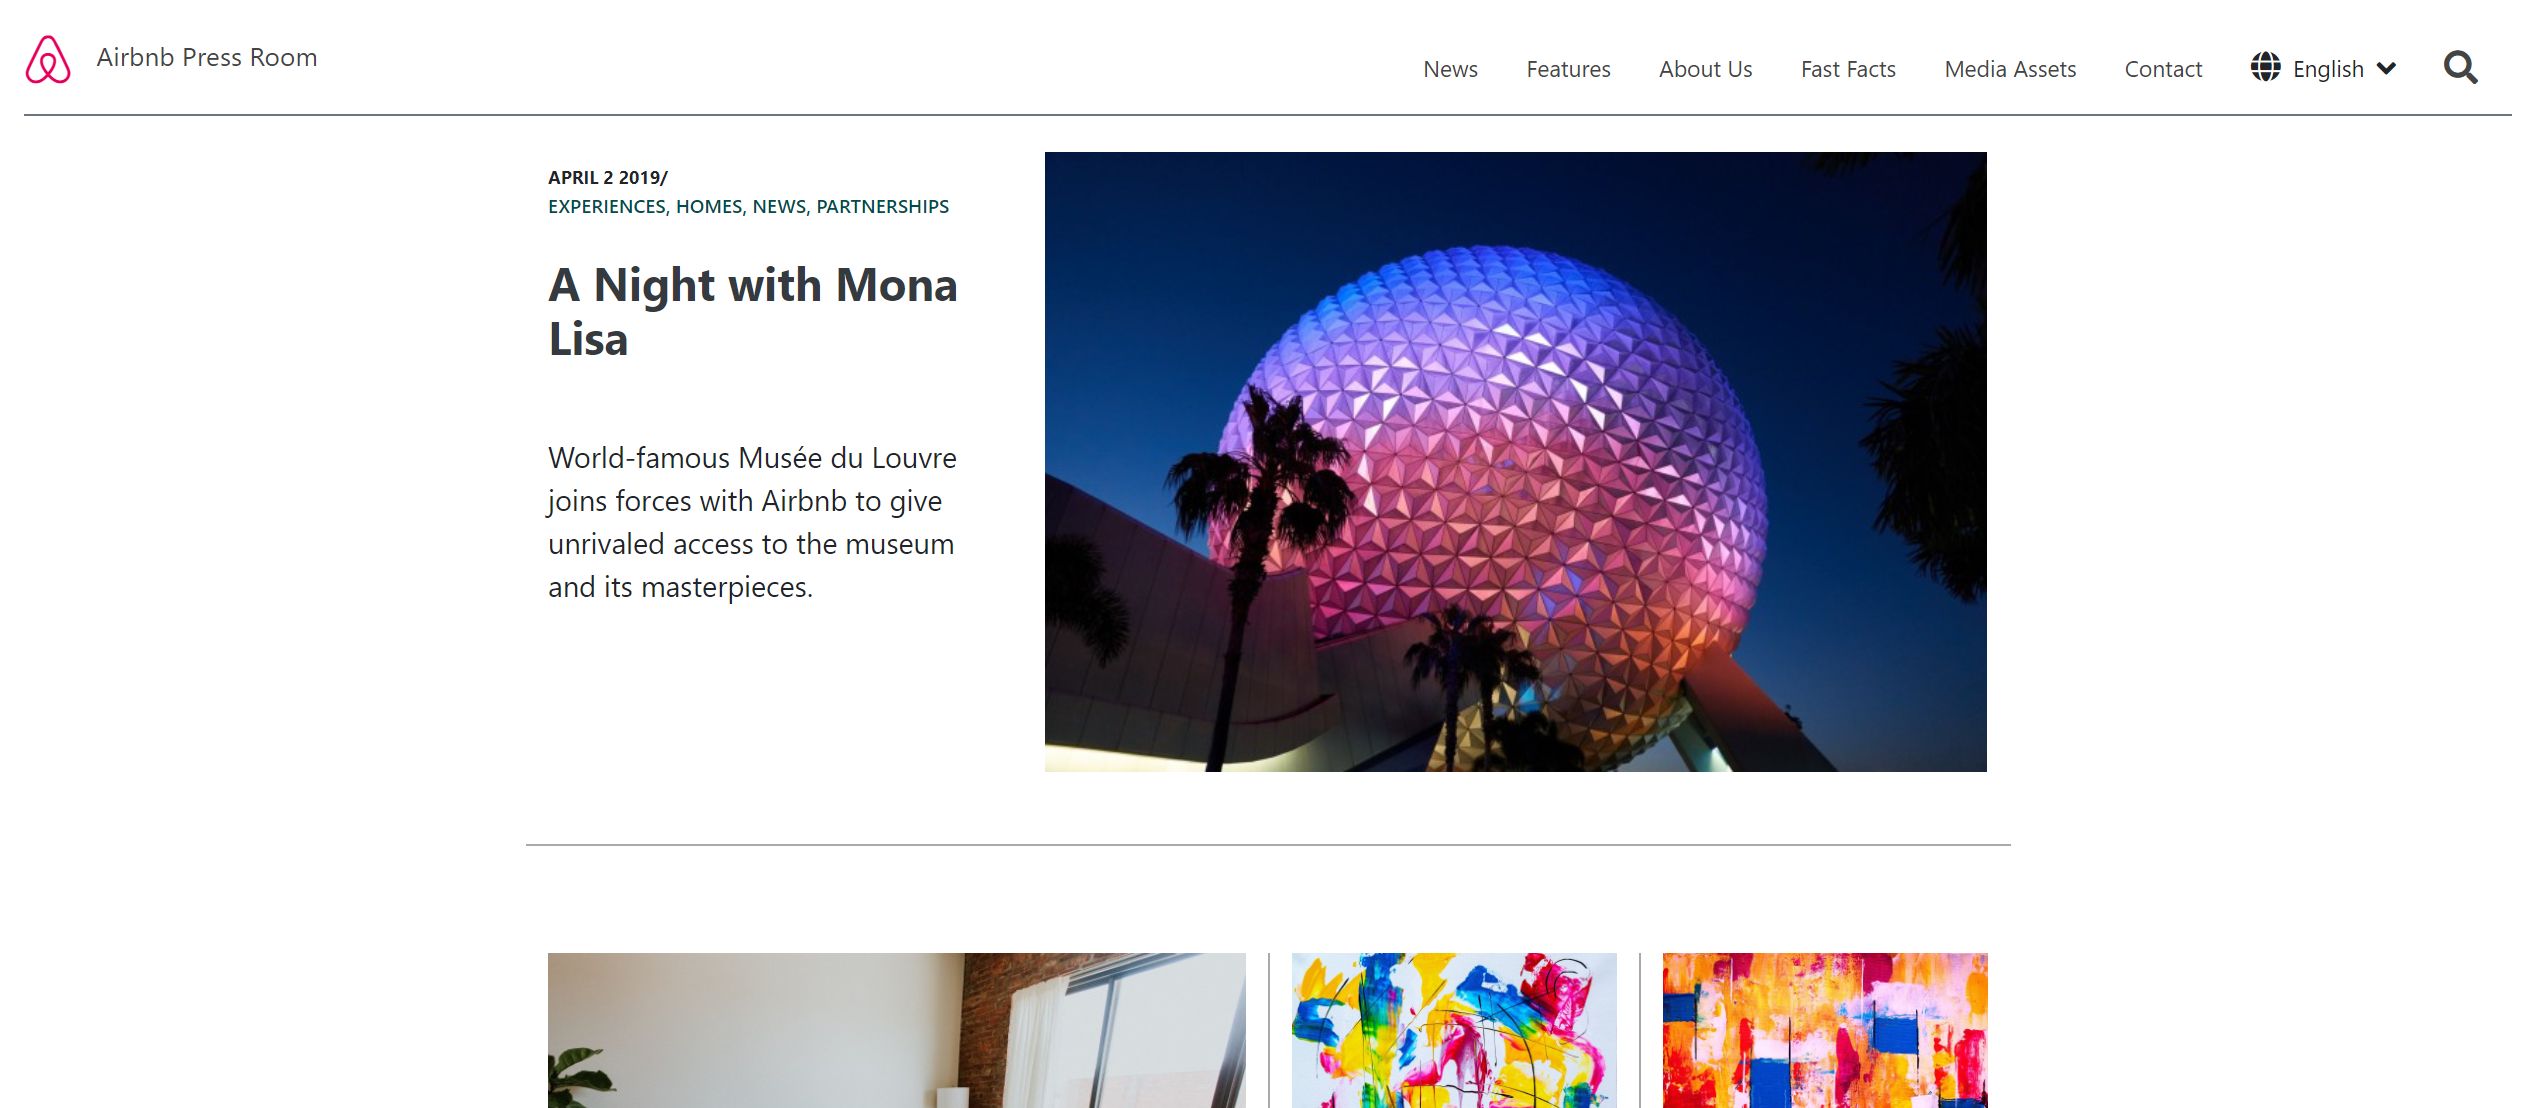 Airbnb Press Room
News Features About Us Fast Facts Media Assets Contact English
APRIL 2 2019/
EXPERIENCES, HOMES, NEWS, PARTNERSHIPS
A Night with Mona
Lisa
World-famous Musée du Louvre
joins forces with Airbnb to give
unrivaled access to the museum
and its masterpieces.